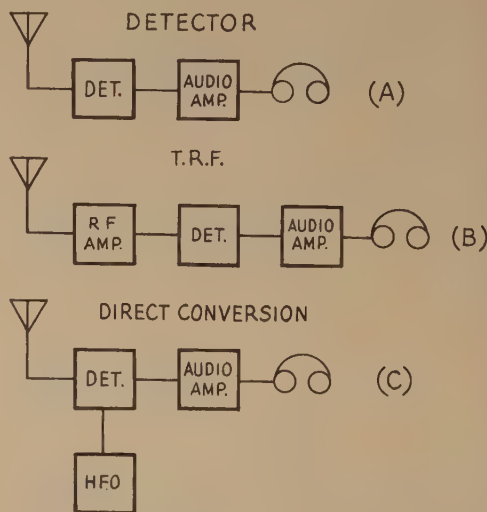 DETECTOR
DET.
AUDIO
AMP.
(A)
T.R.F.
RF
AMP.
DET.
AUDIO
AMP.
(B)
DIRECT CONVERSION
DET.
AUDIO
AMP.
(C)
HFO